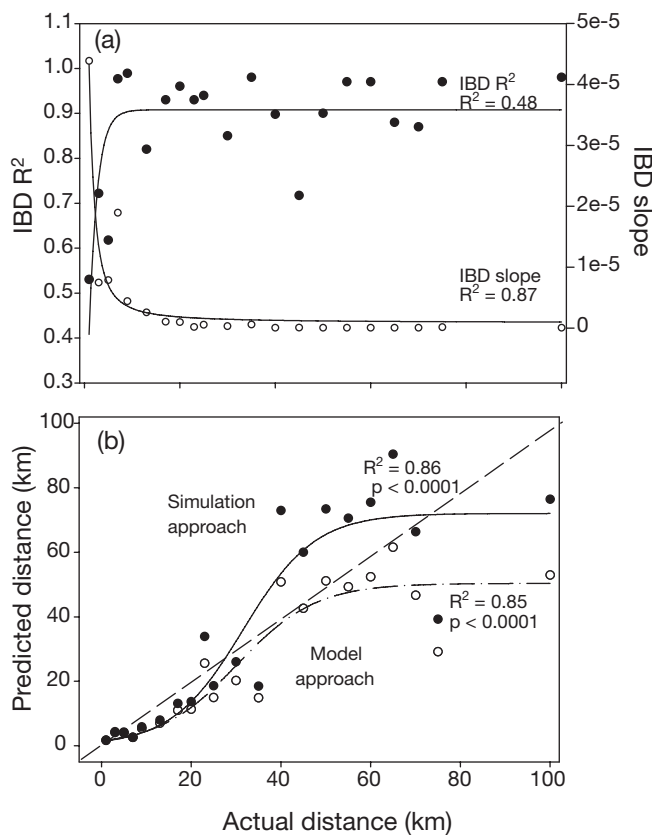 (a)
IBD R²
1.1
1.0
0.9
0.8
0.7
0.6
0.5
0.4
0.3
IBD R²
R² = 0.48
IBD slope
R² = 0.87
5e-5
4e-5
3e-5
2e-5
1e-5
0
IBD slope
(b)
Predicted distance (km)
100
80
60
40
20
0
Simulation
approach
R² = 0.86
p < 0.0001
R² = 0.85
p < 0.0001
Model
approach
0 20 40 60 80 100
Actual distance (km)